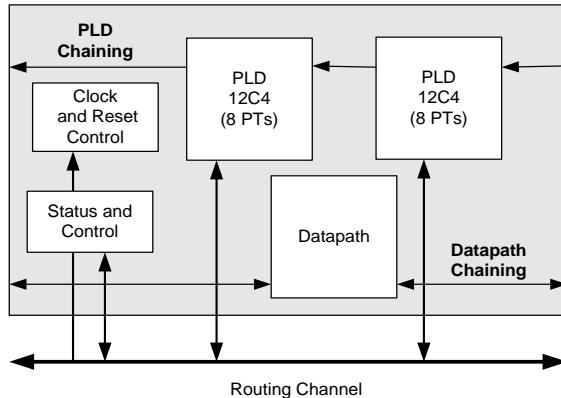 PLD
Chaining
PLD
12C4
(8 PTs)
PLD
12C4
(8 PTs)
Clock
and Reset
Control
Status and
Control
Datapath
Datapath
Chaining
Routing Channel